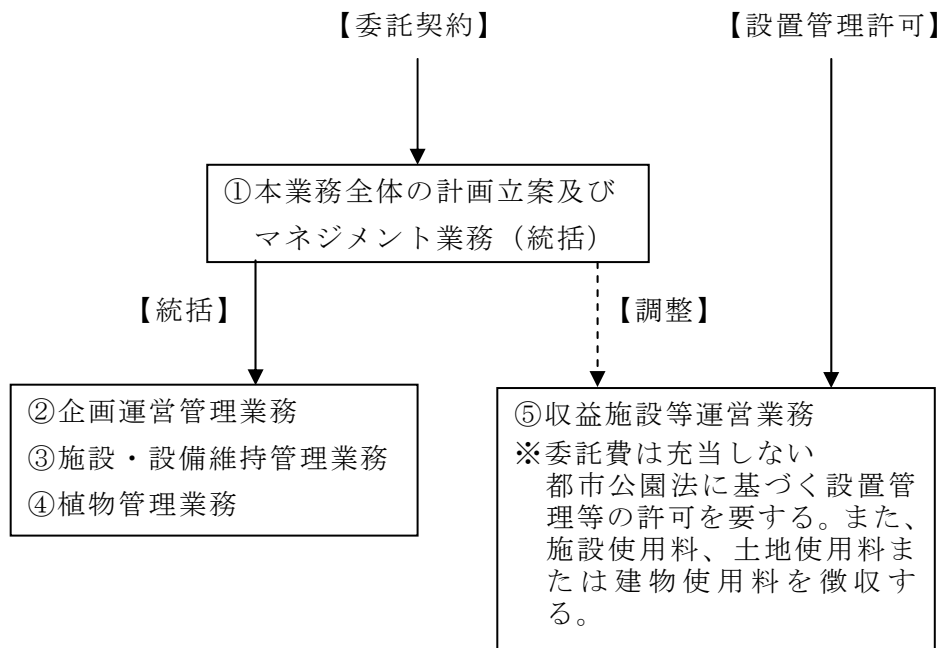 【委託契約】
【設置管理許可】
①本業務全体の計画立案及び
マネジメント業務（統括）
【統括】
【調整】
②企画運営管理業務
③施設・設備維持管理業務
④植物管理業務
⑤収益施設等運営業務
※委託費は充当しない
都市公園法に基づく設置管
理等の許可を要する。また、
施設使用料、土地使用料ま
たは建物使用料を徴収す
る。